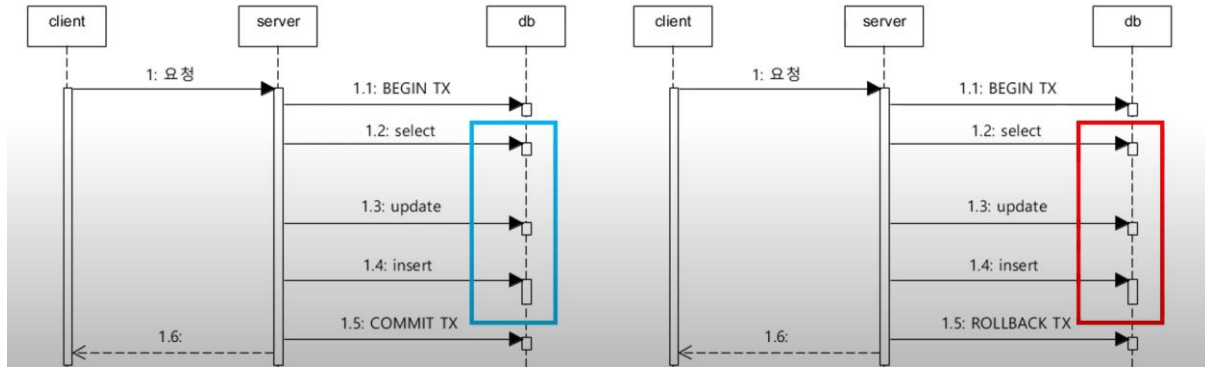 client
server
db
1: 요청
1.1: BEGIN TX
1.2: select
1.3: update
1.4: insert
1.5: COMMIT TX
1.6:
client
server
db
1: 요청
1.1: BEGIN TX
1.2: select
1.3: update
1.4: insert
1.5: ROLLBACK TX
1.6: